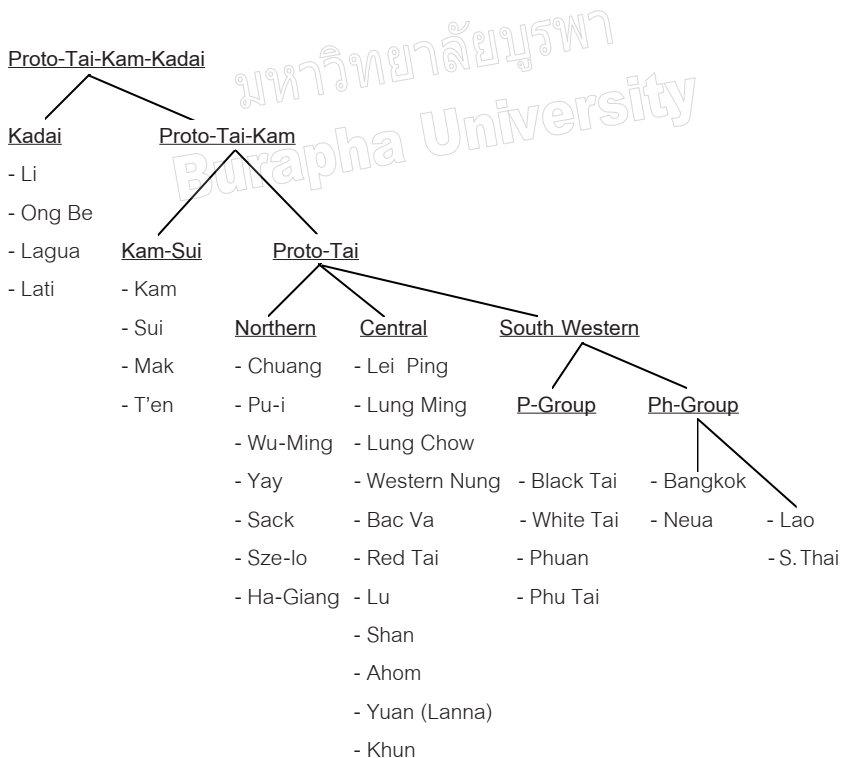 มหาวิทยาลัยบูรพา
Burapha University
Proto-Tai-Kam-Kadai
Kadai Proto-Tai-Kam
- Li
- Ong Be
- Lagua Kam-Sui Proto-Tai
- Lati - Kam
- Sui Northern Central South Western
- Mak - Chuang - Lei Ping
- T'en - Pu-i - Lung Ming P-Group Ph-Group
- Wu-Ming - Lung Chow
- Yay - Western Nung - Black Tai - Bangkok
- Sack - Bac Va - White Tai - Neua - Lao
- Sze-lo - Red Tai - Phuan - S. Thai
- Ha-Giang - Lu - Phu Tai
- Shan
- Ahom
- Yuan (Lanna)
- Khun